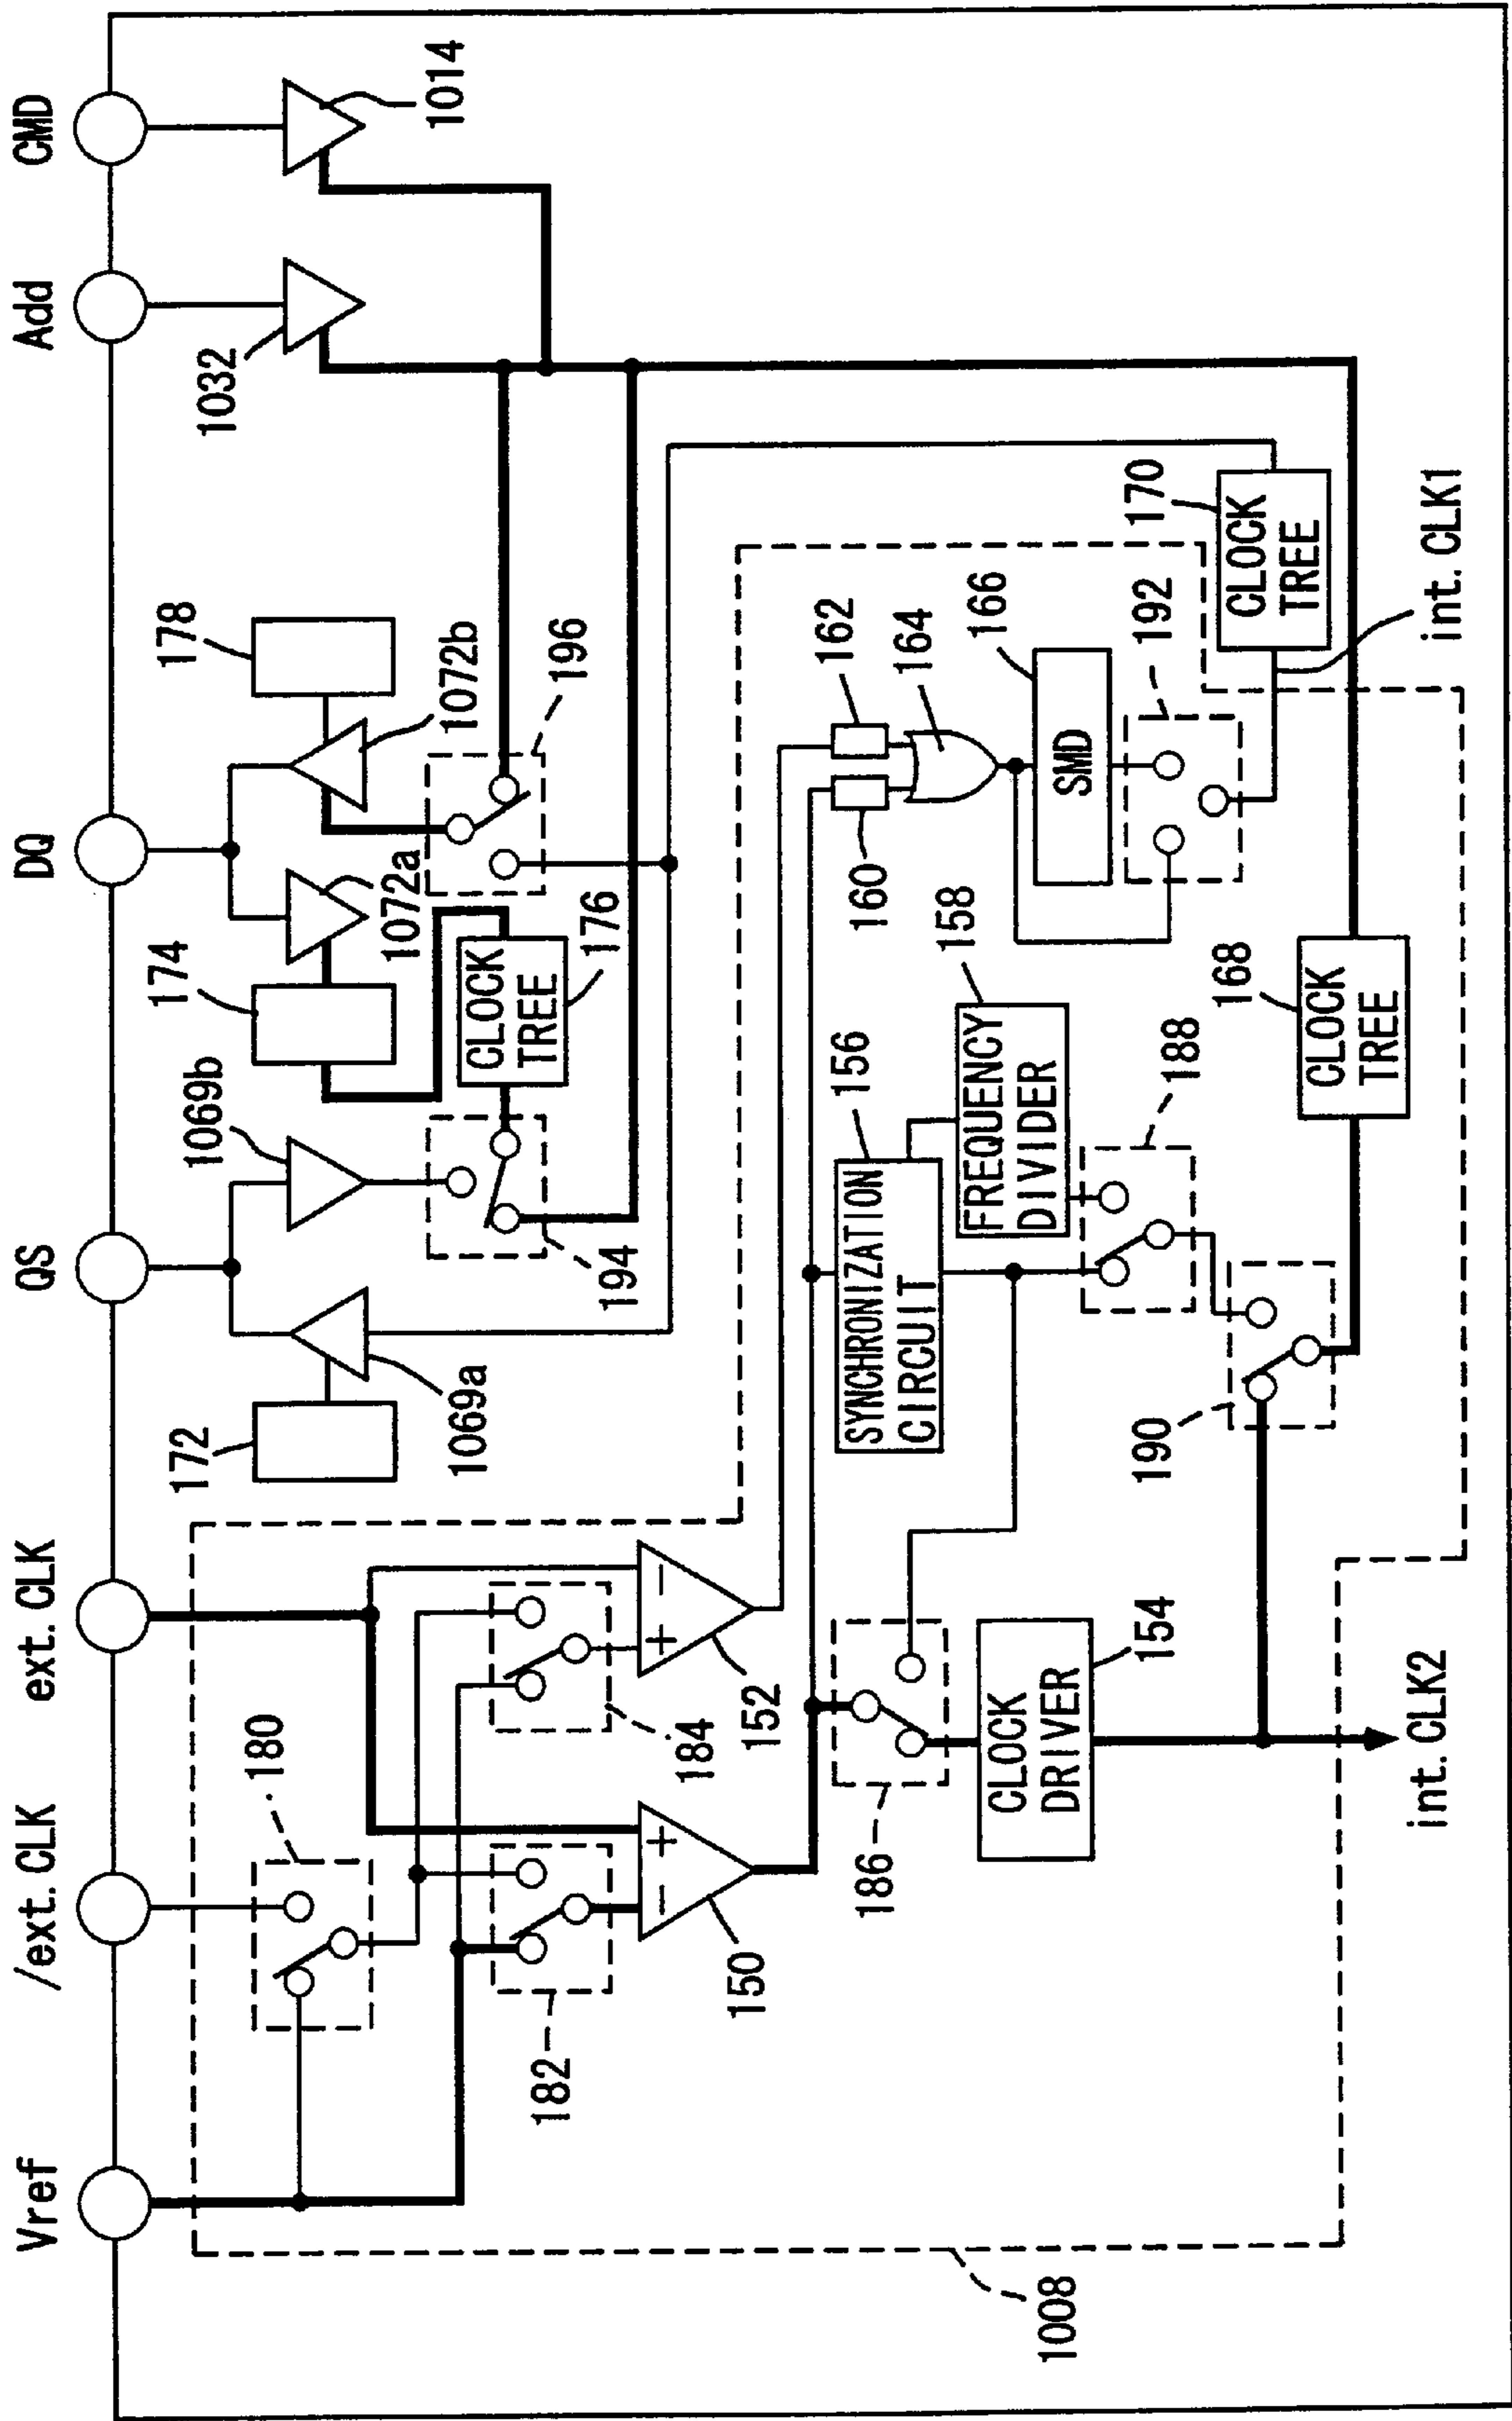 Vref
/ext.CLK
ext.CLK
QS
DQ
Add
CMD
172
1069a
1069b
174
1072a
178
1072b
1032
1014
180
194
CLOCK
TREE
176
196
182
184
150
152
160
162
164
186
SYNCHRONIZATION
CIRCUIT
156
FREQUENCY
DIVIDER
158
SMD
166
CLOCK
DRIVER
154
188
192
CLOCK
TREE
170
190
CLOCK
TREE
168
1008
int.CLK2
int.CLK1
+
−
+
−